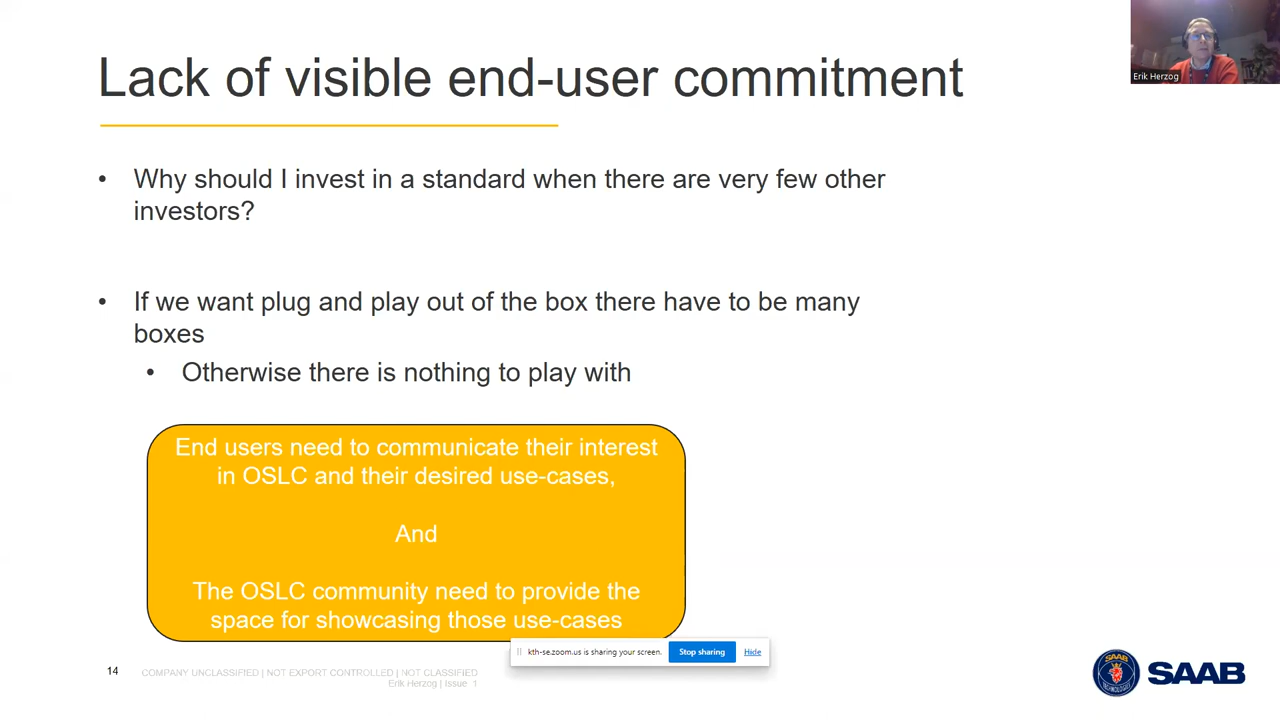 Lack of visible end-user commitment
Erik Herzog
• Why should I invest in a standard when there are very few other
investors?
• If we want plug and play out of the box there have to be many
boxes
• Otherwise there is nothing to play with
End users need to communicate their interest
in OSLC and their desired use-cases,
And
The OSLC community need to provide the
space for showcasing those use-cases
kth-se.zoom.us is sharing your screen.
Stop sharing
Hide
14
COMPANY UNCLASSIFIED | NOT EXPORT CONTROLLED | NOT CLASSIFIED
Erik Herzog | Issue 1
SAAB
SAAB